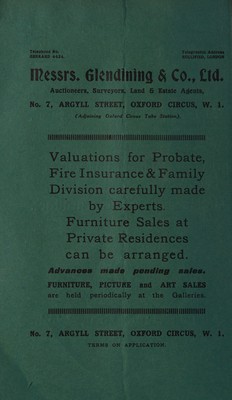 Telephone No.
GERRARD 4424.
Telegraphic Address
Messrs. Glendining & Co., Ltd.
Auctioneers, Surveyors, Land & Estate Agents,
No. 7, ARGYLL STREET, OXFORD CIRCUS, W. 1.
(Adjoining Oxford Circus Tube Station).
Valuations for Probate,
Fire Insurance & Family
Division carefully made
by Experts.
Furniture Sales at
Private Residences
can be arranged.
Advances made pending sales.
FURNITURE, PICTURE and ART SALES
are held periodically at the Galleries.
No. 7, ARGYLL STREET, OXFORD CIRCUS, W. 1.
TERMS ON APPLICATION.